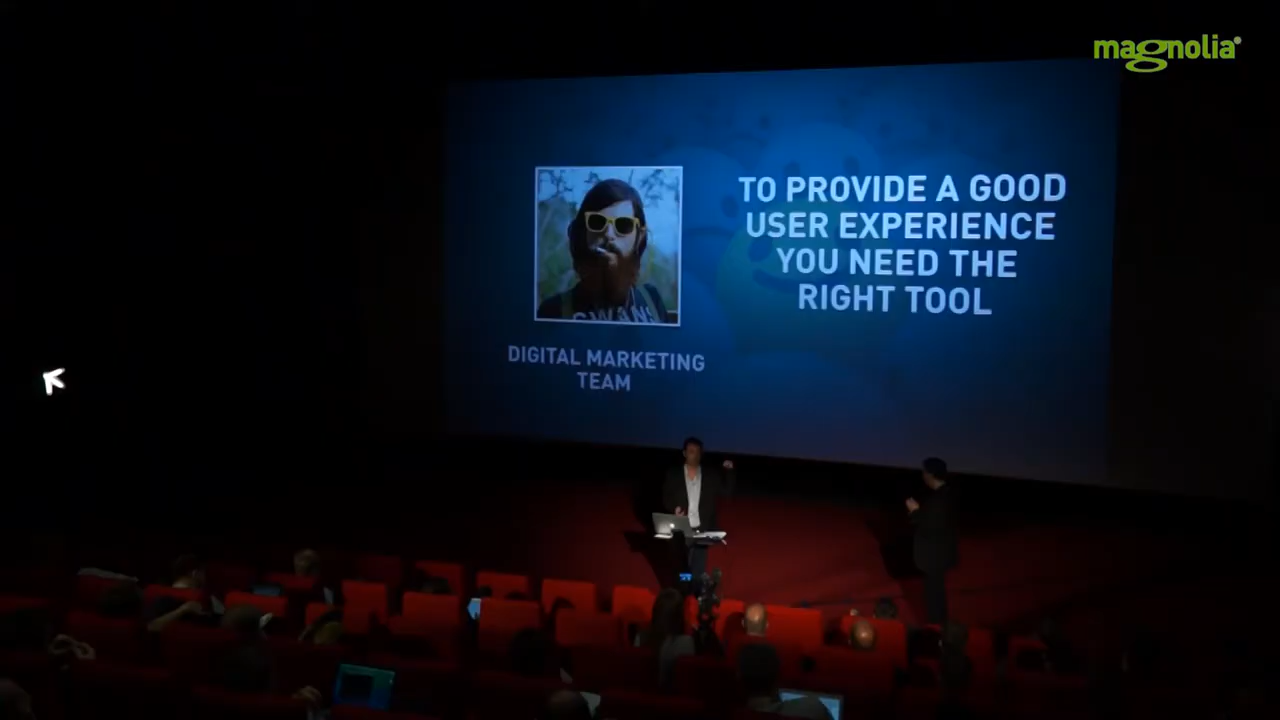 magnolia®
TO PROVIDE A GOOD
USER EXPERIENCE
YOU NEED THE
RIGHT TOOL
DIGITAL MARKETING
TEAM